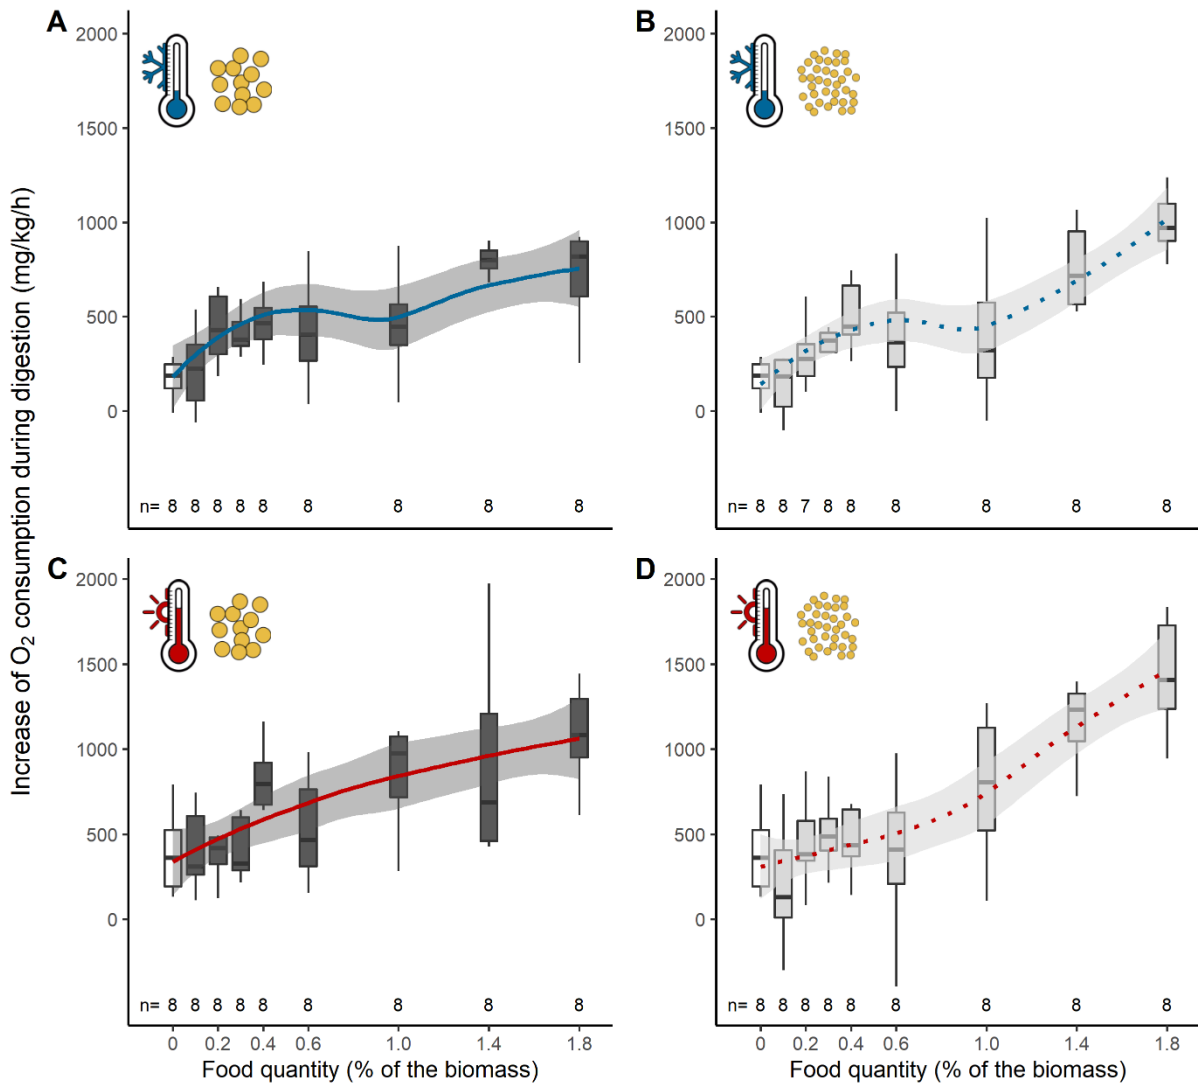 Increase of O₂ consumption during digestion (mg/kg/h)
A
2000
1500
1000
500
0
n= 8 8 8 8 8 8 8 8 8
B
2000
1500
1000
500
0
n= 8 8 7 8 8 8 8 8 8
C
2000
1500
1000
500
0
n= 8 8 8 8 8 8 8 8 8
0 0.2 0.4 0.6 1.0 1.4 1.8
Food quantity (% of the biomass)
D
2000
1500
1000
500
0
n= 8 8 8 8 8 8 8 8 8
0 0.2 0.4 0.6 1.0 1.4 1.8
Food quantity (% of the biomass)